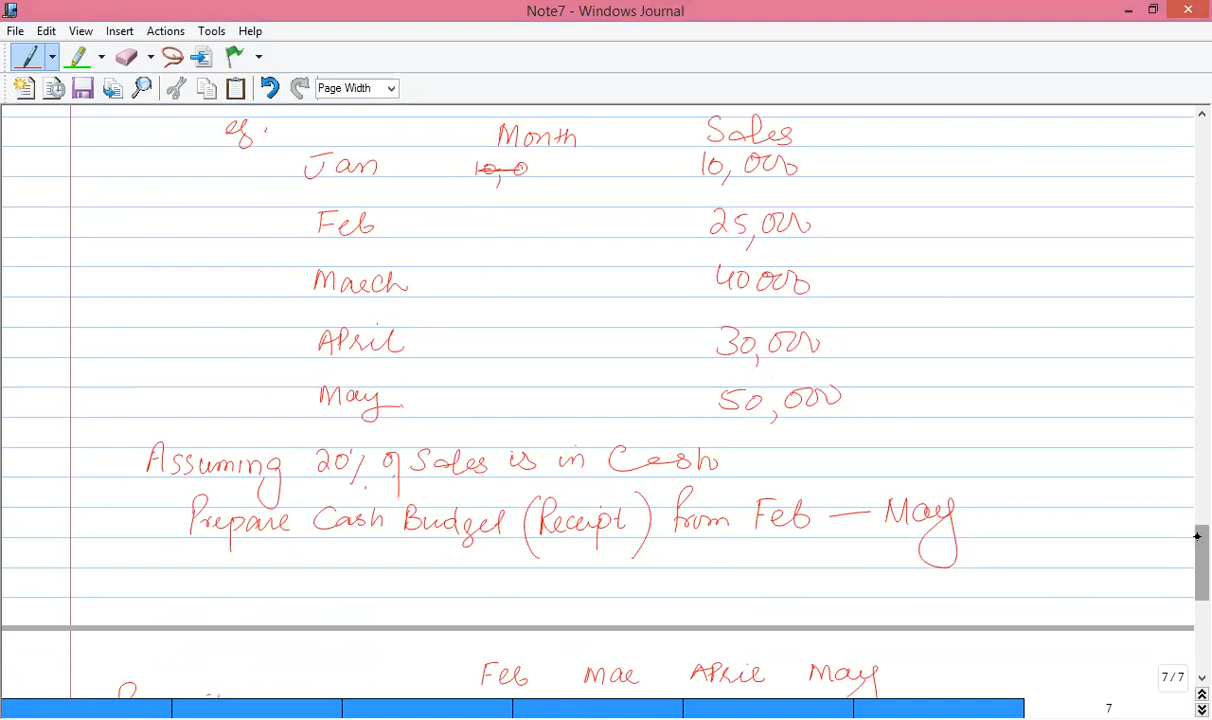 Note7 - Windows Journal
File Edit View Insert Actions Tools Help
Page Width
eg. Month Sales
Jan 10,000
Feb 25,000
March 40000
April 30,000
May 50,000
Assuming 20% of Sales is in Cash
Prepare Cash Budget (Receipt) from Feb — May
Feb Mar April May
7 / 7
7